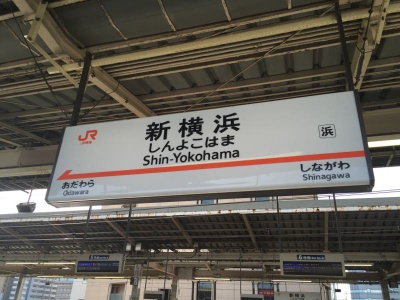 JR
新横浜
しんよこはま
Shin-Yokohama
浜
おだわら
Odawara
しながわ
Shinagawa